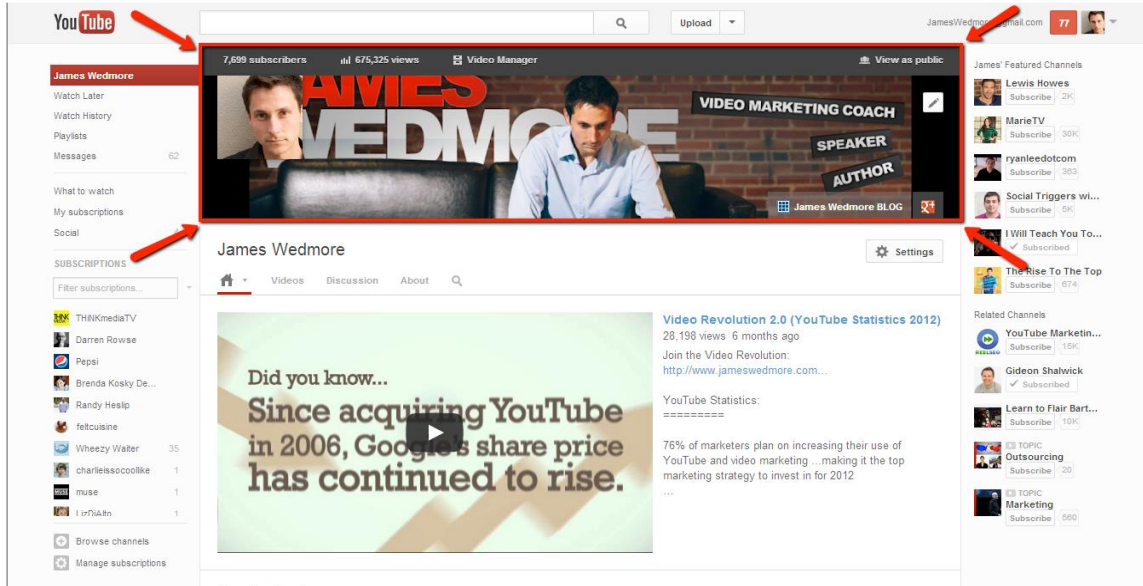 YouTube
Upload
77
7,699 subscribers
675,325 views
Video Manager
View as public
JAMES
WEDMORE
VIDEO MARKETING COACH
SPEAKER
AUTHOR
James Wedmore BLOG
James Wedmore
Watch Later
Watch History
Playlists
Messages 62
What to watch
My subscriptions
Social
SUBSCRIPTIONS
Filter subscriptions...
THiNKmediaTV
Darren Rowse
Pepsi
Brenda Kosky De...
Randy Heslip
feltcuisine
Wheezy Waiter 35
charlieissocoollike 1
muse 1
LizDiAlto 1
Browse channels
Manage subscriptions
James Wedmore
Settings
Videos
Discussion
About
Did you know...
Since acquiring YouTube
in 2006, Google's share price
has continued to rise.
Video Revolution 2.0 (YouTube Statistics 2012)
28,198 views 6 months ago
Join the Video Revolution:
http://www.jameswedmore.com...
YouTube Statistics:
=========
76% of marketers plan on increasing their use of
YouTube and video marketing ...making it the top
marketing strategy to invest in for 2012
...
James' Featured Channels
Lewis Howes
Subscribe 2K
MarieTV
Subscribe 30K
ryanleedotcom
Subscribe 363
Social Triggers wi...
Subscribe 5K
I Will Teach You To...
Subscribed
The Rise To The Top
Subscribe 674
Related Channels
YouTube Marketin...
Subscribe 15K
Gideon Shalwick
Subscribed
Learn to Flair Bart...
Subscribe 10K
TOPIC
Outsourcing
Subscribe 20
TOPIC
Marketing
Subscribe 560